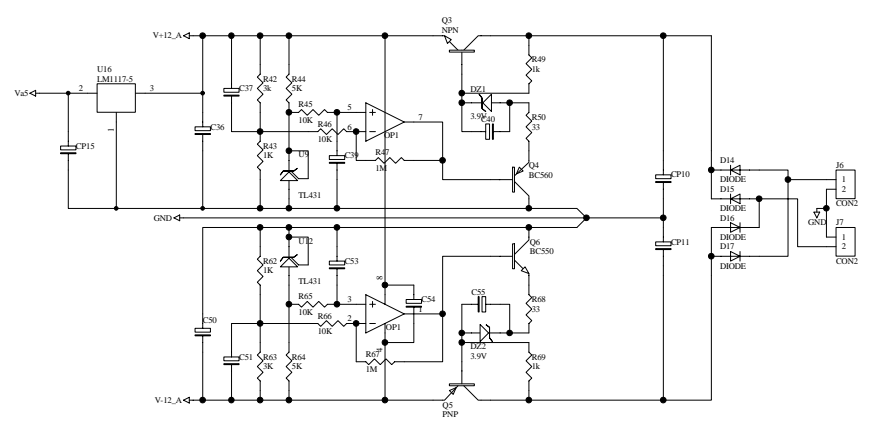 Q3
NPN
V+12_A
U16
LM1117-5
Va5
2
3
1
CP15
C36
C37
R42
3k
R44
5K
R45
10K
R46
10K
R43
1K
U9
TL431
C39
5
6
7
OP1
R47
1M
R49
1k
DZ1
3.9V
C40
R50
33
Q4
BC560
CP10
D14
DIODE
D15
DIODE
D16
DIODE
D17
DIODE
J6
1
2
CON2
GND
J7
1
2
CON2
GND
CP11
R62
1K
U12
TL431
C53
R65
10K
R66
10K
3
2
8
1
4
OP1
C54
R67
1M
C50
C51
R63
3K
R64
5K
Q6
BC550
C55
R68
33
DZ2
3.9V
R69
1k
V-12_A
Q5
PNP